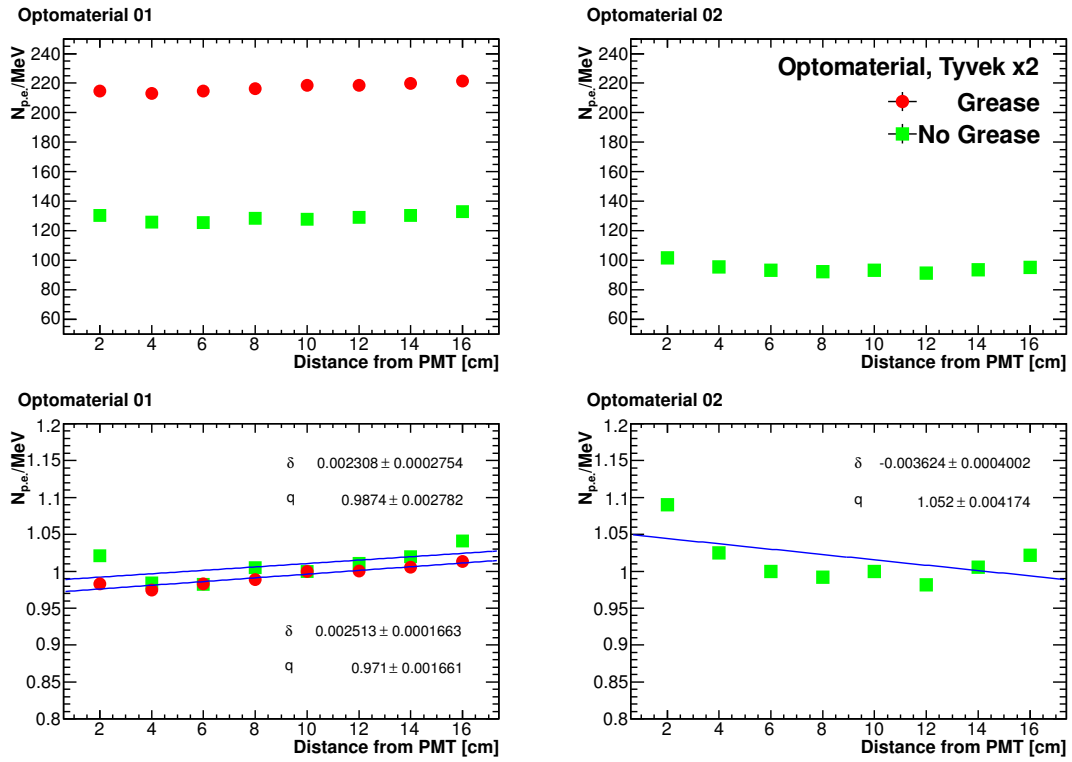 Optomaterial 01
N_p.e./MeV
240
220
200
180
160
140
120
100
80
60
2 4 6 8 10 12 14 16
Distance from PMT [cm]
Optomaterial 02
N_p.e./MeV
240
220
200
180
160
140
120
100
80
60
Optomaterial, Tyvek x2
Grease
No Grease
2 4 6 8 10 12 14 16
Distance from PMT [cm]
Optomaterial 01
N_p.e./MeV
1.2
1.15
1.1
1.05
1
0.95
0.9
0.85
0.8
δ 0.002308 ± 0.0002754
q 0.9874 ± 0.002782
δ 0.002513 ± 0.0001663
q 0.971 ± 0.001661
2 4 6 8 10 12 14 16
Distance from PMT [cm]
Optomaterial 02
N_p.e./MeV
1.2
1.15
1.1
1.05
1
0.95
0.9
0.85
0.8
δ -0.003624 ± 0.0004002
q 1.052 ± 0.004174
2 4 6 8 10 12 14 16
Distance from PMT [cm]